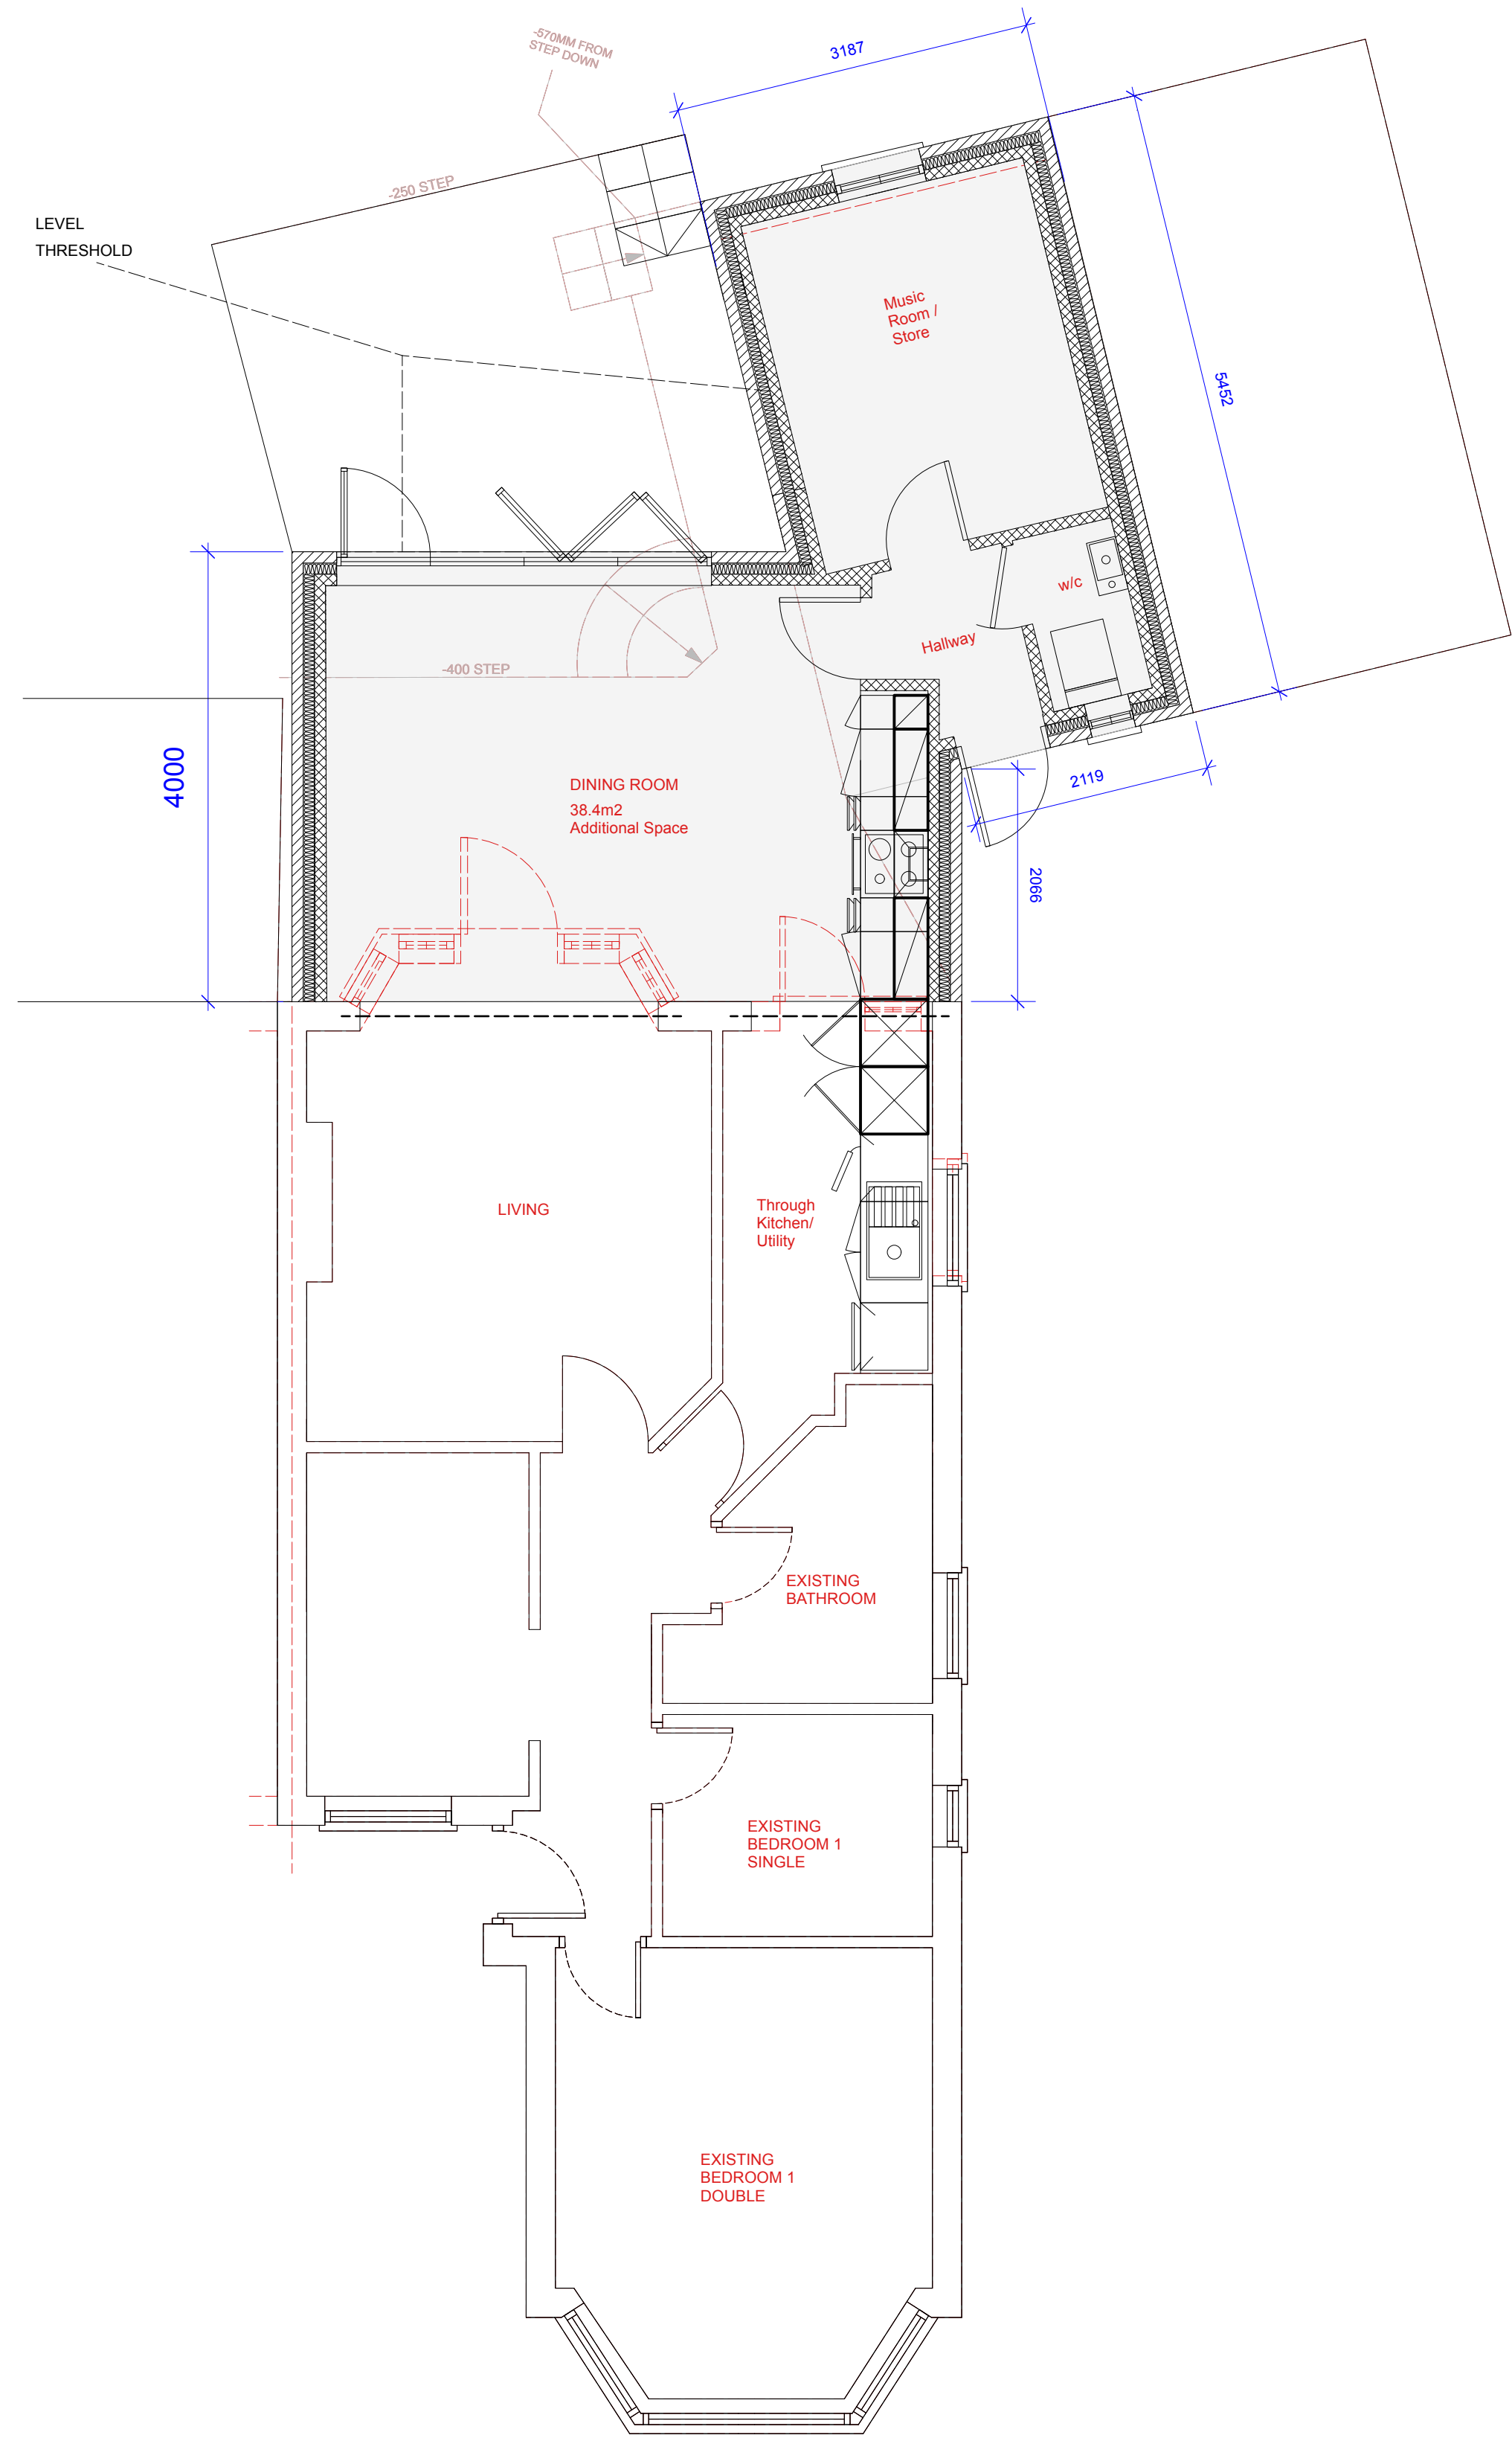 -570MM FROM
STEP DOWN
3187
-250 STEP
LEVEL
THRESHOLD
Music
Room /
Store
5452
w/c
Hallway
-400 STEP
4000
DINING ROOM
38.4m2
Additional Space
2119
2066
LIVING
Through
Kitchen/
Utility
EXISTING
BATHROOM
EXISTING
BEDROOM 1
SINGLE
EXISTING
BEDROOM 1
DOUBLE